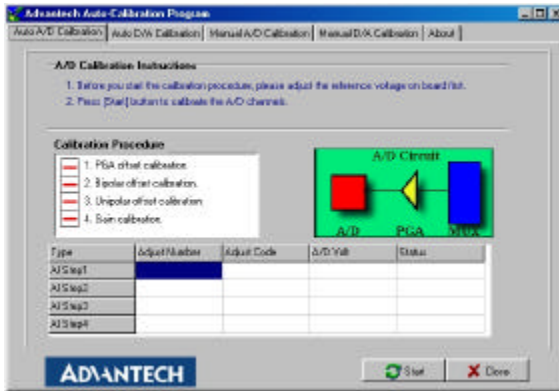 Advantech Auto-Calibration Program
Auto A/D Calibration Auto D/A Calibration Manual A/D Calibration Manual D/A Calibration About
A/D Calibration Instructions
1. Before you start the calibration procedure, please adjust the reference voltage on board first.
2. Press [Start] button to calibrate the A/D channels.
Calibration Procedure
1. PGA offset calibration.
2. Bipolar offset calibration.
3. Unipolar offset calibration
4. Gain calibration.
A/D Circuit
A/D PGA MUX
Type Adjust Number Adjust Code A/D Volt Status
AI Step1
AI Step2
AI Step3
AI Step4
ADVANTECH
Start Close